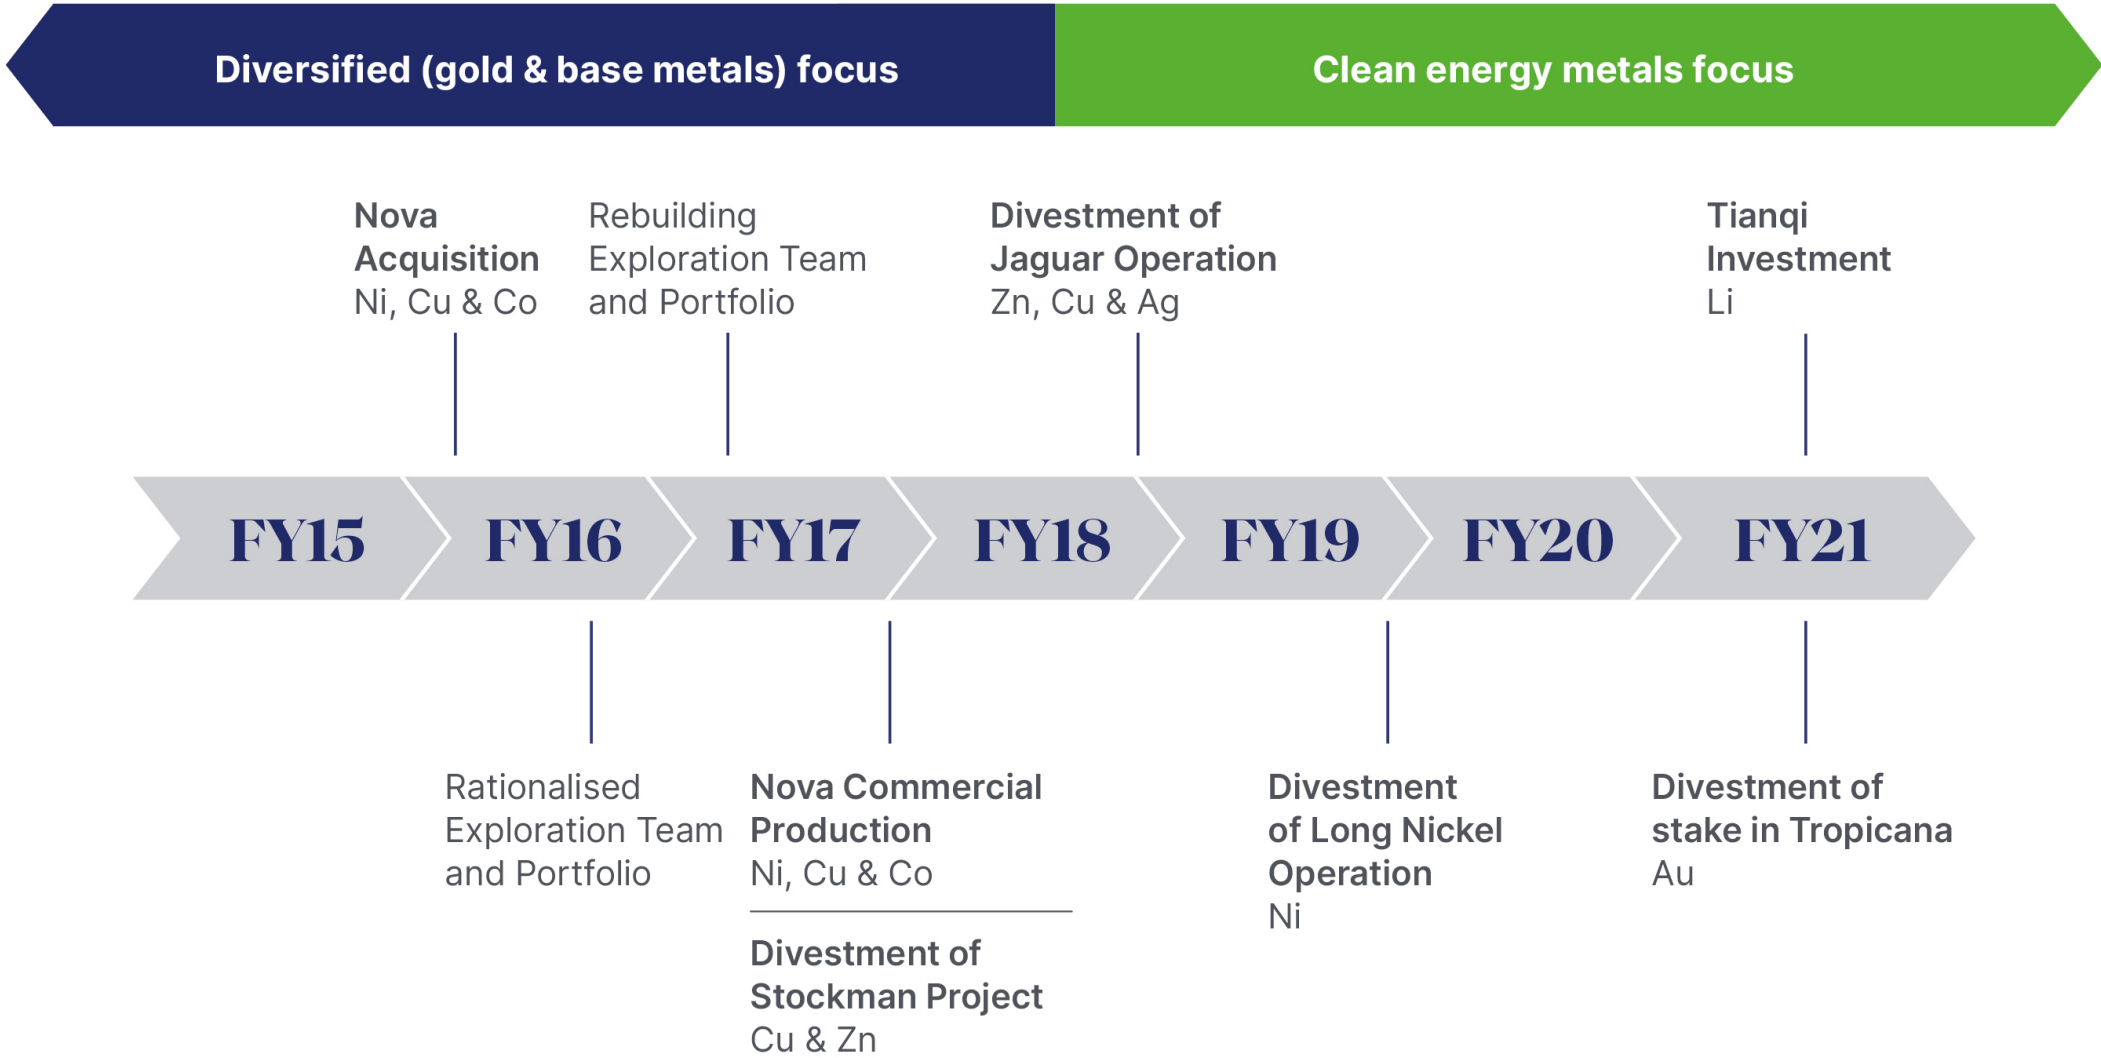 Diversified (gold & base metals) focus
Clean energy metals focus
Nova
Acquisition
Ni, Cu & Co
Rebuilding
Exploration Team
and Portfolio
Divestment of
Jaguar Operation
Zn, Cu & Ag
Tianqi
Investment
Li
FY15
FY16
FY17
FY18
FY19
FY20
FY21
Rationalised
Exploration Team
and Portfolio
Nova Commercial
Production
Ni, Cu & Co
Divestment of
Stockman Project
Cu & Zn
Divestment
of Long Nickel
Operation
Ni
Divestment of
stake in Tropicana
Au